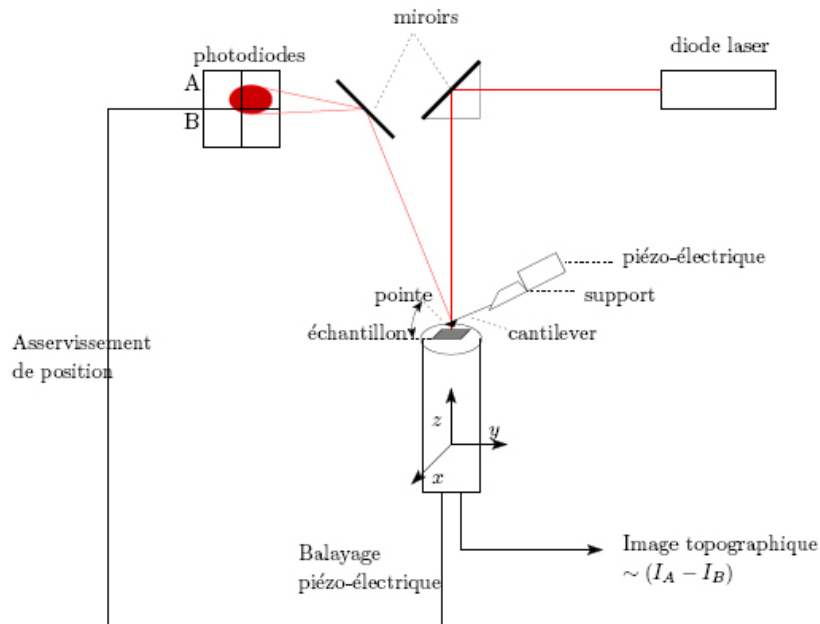 miroirs
diode laser
photodiodes
A
B
piézo-électrique
pointe
support
échantillon
cantilever
Asservissement
de position
z
y
x
Balayage
piézo-électrique
Image topographique
~ (I_A − I_B)